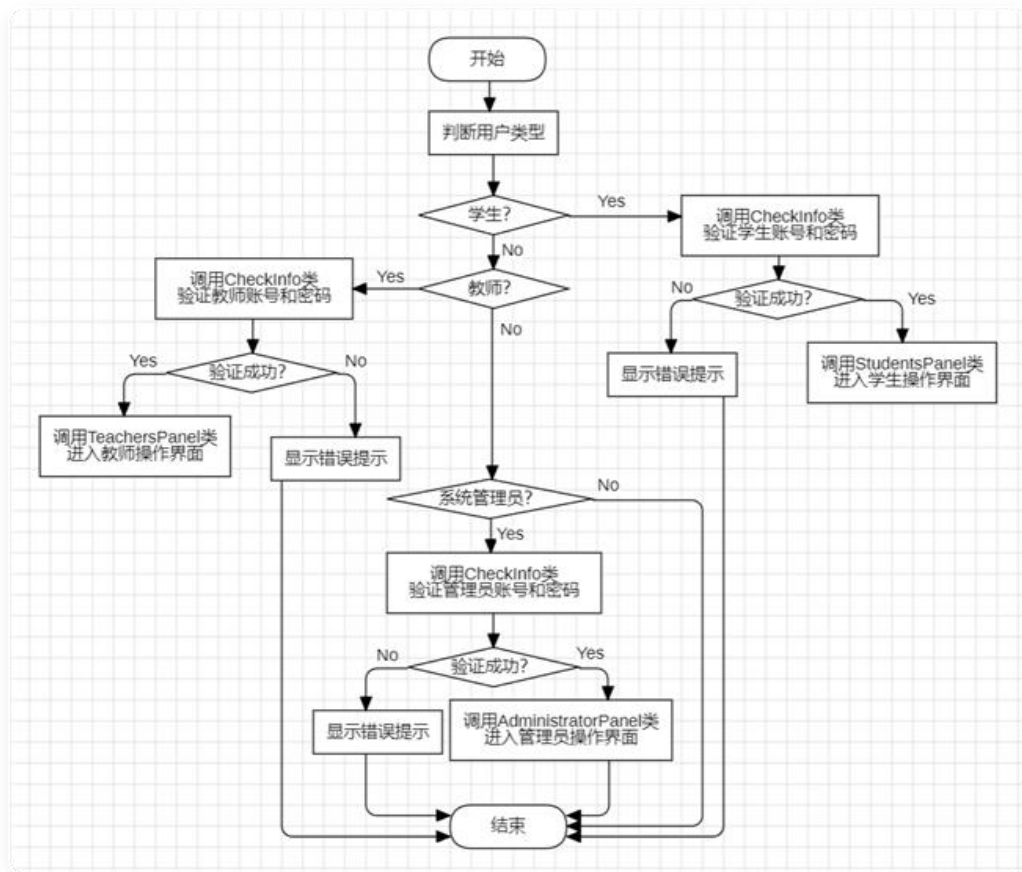 开始
判断用户类型
学生?
Yes
调用CheckInfo类
验证学生账号和密码
No
调用CheckInfo类
验证教师账号和密码
Yes
教师?
No
验证成功?
Yes
No
显示错误提示
调用StudentsPanel类
进入学生操作界面
Yes
验证成功?
No
调用TeachersPanel类
进入教师操作界面
显示错误提示
系统管理员?
No
Yes
调用CheckInfo类
验证管理员账号和密码
No
验证成功?
Yes
显示错误提示
调用AdministratorPanel类
进入管理员操作界面
结束